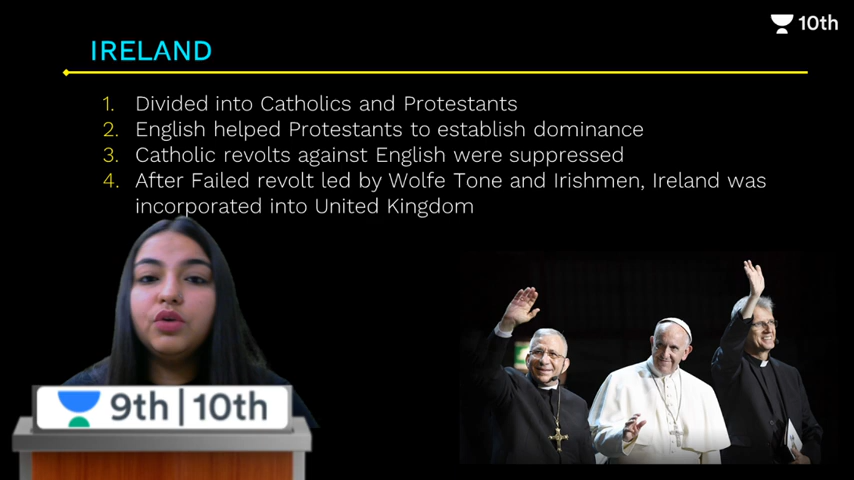 10th
IRELAND
1. Divided into Catholics and Protestants
2. English helped Protestants to establish dominance
3. Catholic revolts against English were suppressed
4. After Failed revolt led by Wolfe Tone and Irishmen, Ireland was
incorporated into United Kingdom
9th|10th